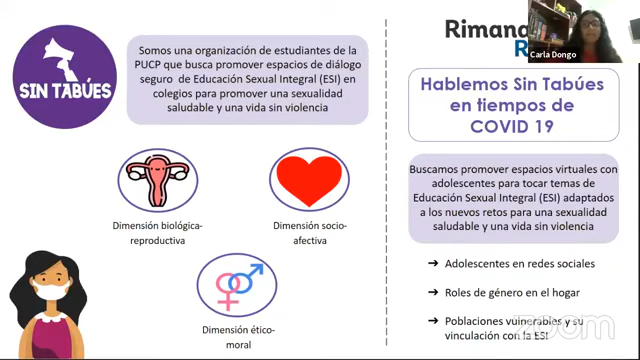 SIN TABÚES
Somos una organización de estudiantes de la
PUCP que busca promover espacios de diálogo
seguro de Educación Sexual Integral (ESI) en
colegios para promover una sexualidad
saludable y una vida sin violencia
Dimensión biológica-
reproductiva
Dimensión socio-
afectiva
Dimensión ético-
moral
Rimana
R
Carla Dongo
Hablemos Sin Tabúes
en tiempos de
COVID 19
Buscamos promover espacios virtuales con
adolescentes para tocar temas de
Educación Sexual Integral (ESI) adaptados
a los nuevos retos para una sexualidad
saludable y una vida sin violencia
➔ Adolescentes en redes sociales
➔ Roles de género en el hogar
➔ Poblaciones vulnerables y su
vinculación con la ESI
zoom